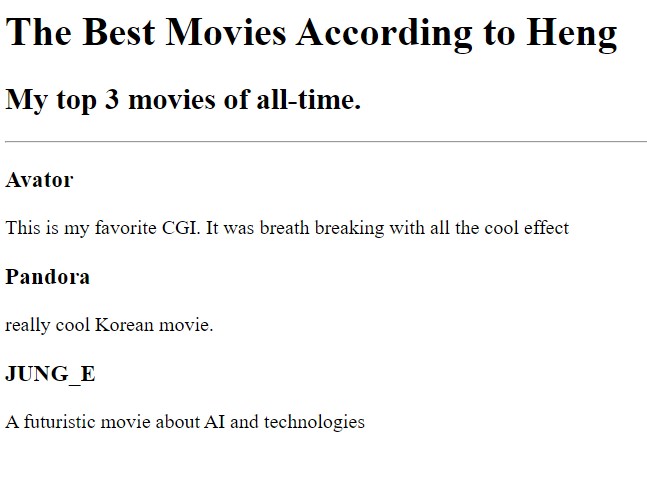 The Best Movies According to Heng
My top 3 movies of all-time.
Avator
This is my favorite CGI. It was breath breaking with all the cool effect
Pandora
really cool Korean movie.
JUNG_E
A futuristic movie about AI and technologies